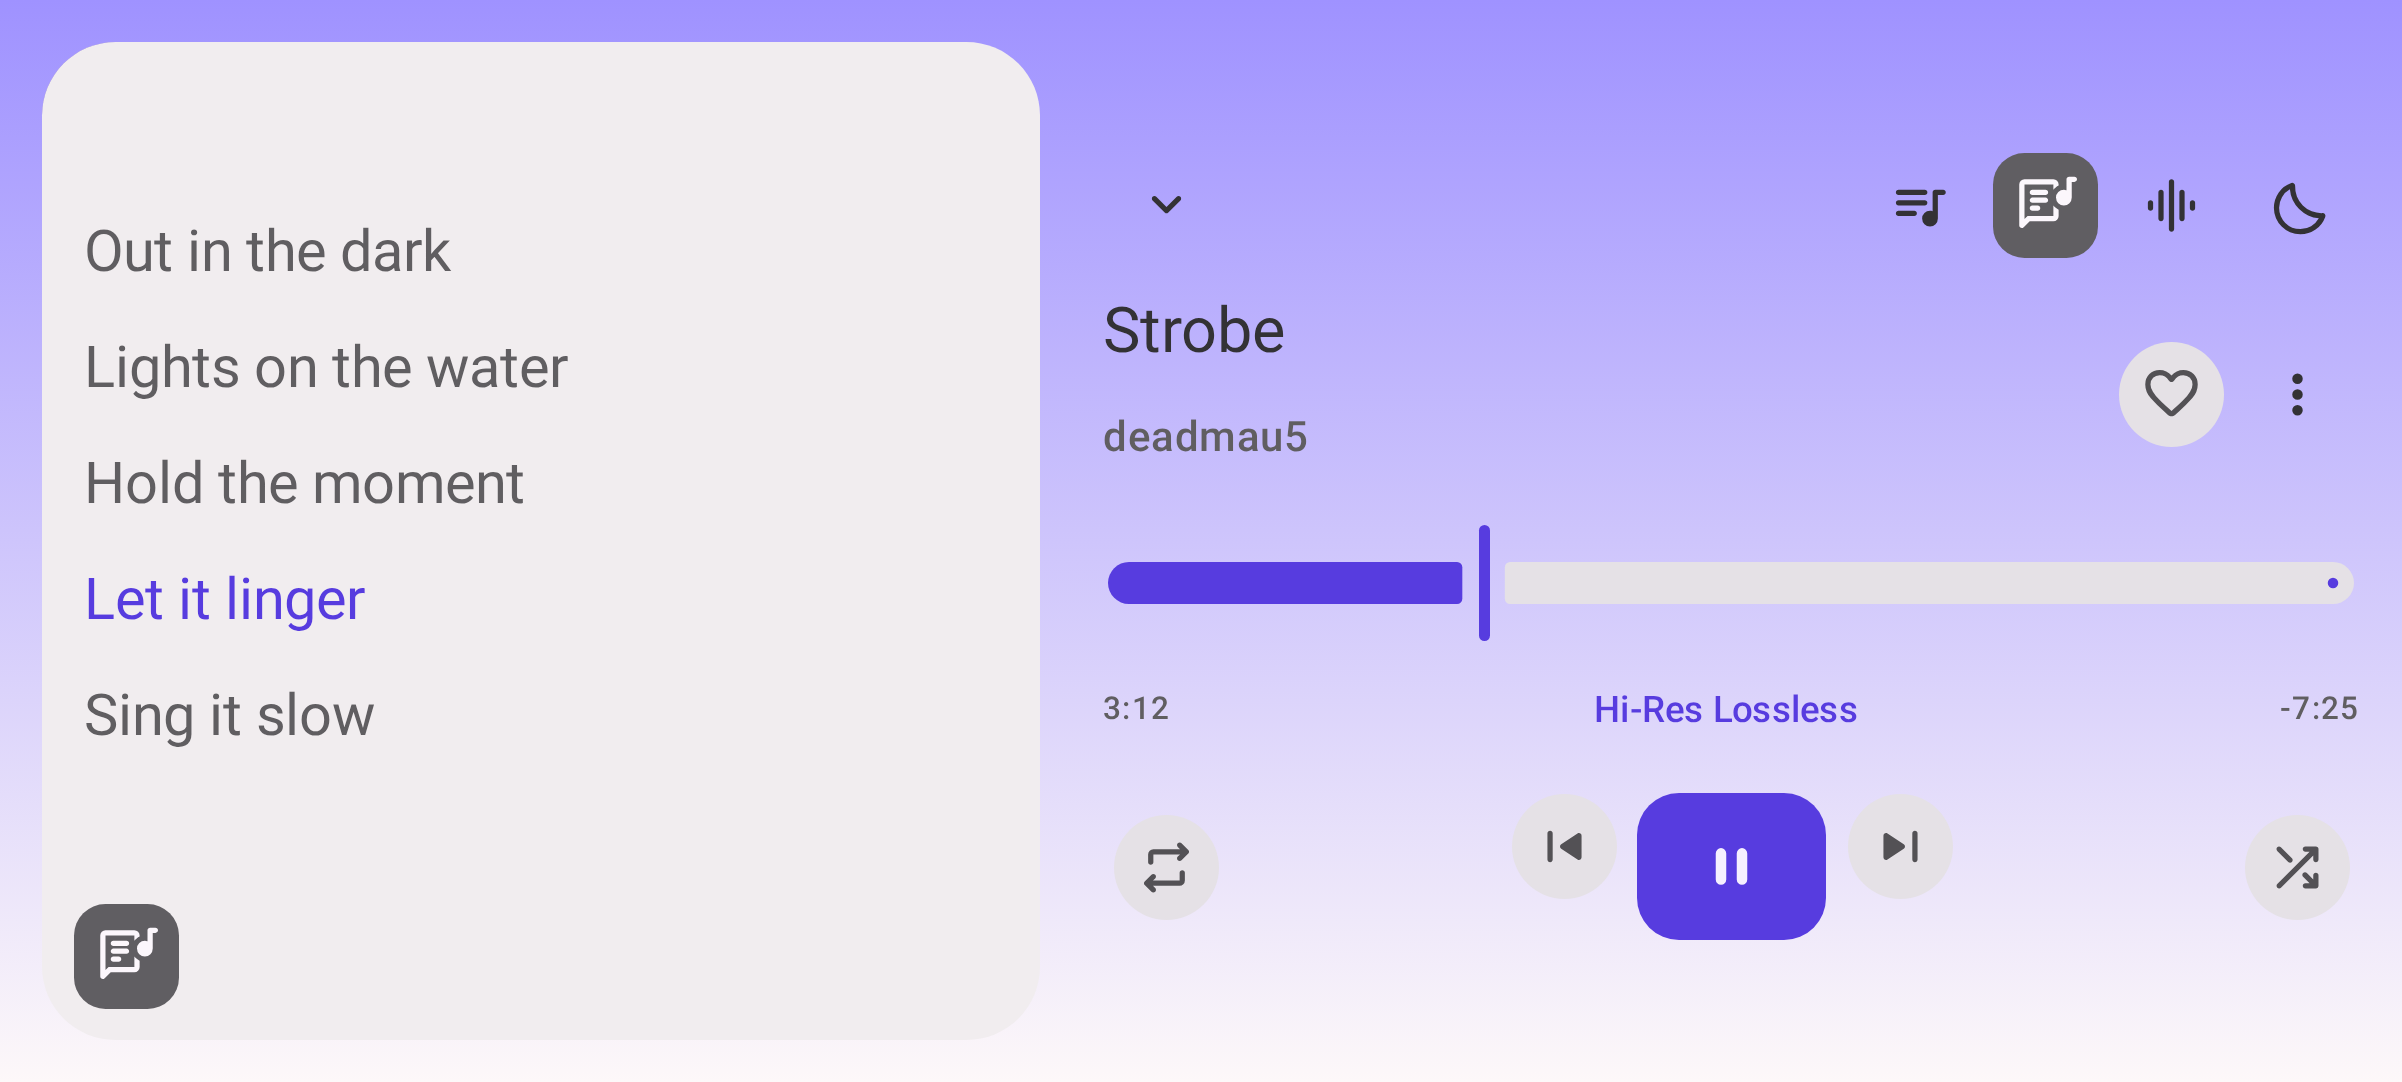 Out in the dark
Lights on the water
Hold the moment
Let it linger
Sing it slow
Strobe
deadmau5
3:12
Hi-Res Lossless
-7:25